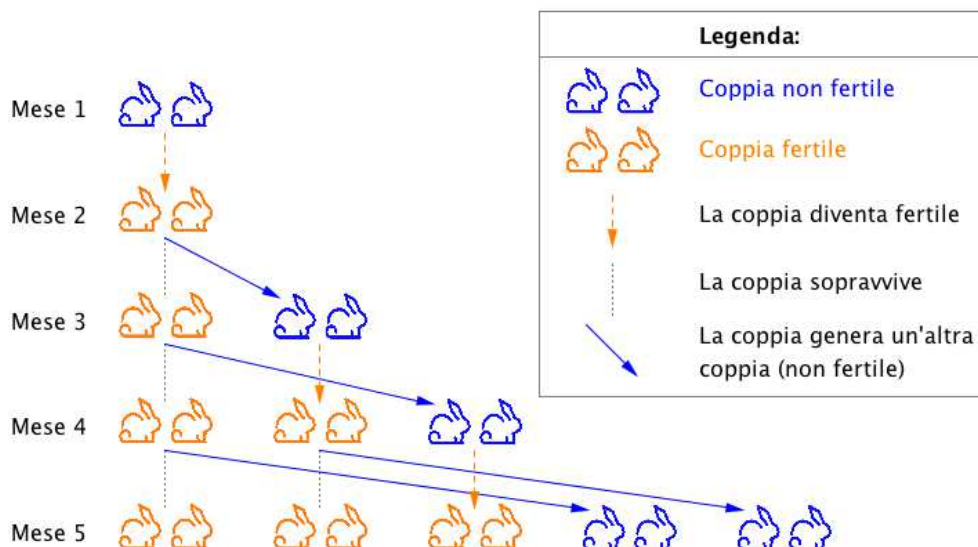 Legenda:
Mese 1
Coppia non fertile
Coppia fertile
Mese 2
La coppia diventa fertile
La coppia sopravvive
Mese 3
La coppia genera un'altra
coppia (non fertile)
Mese 4
Mese 5